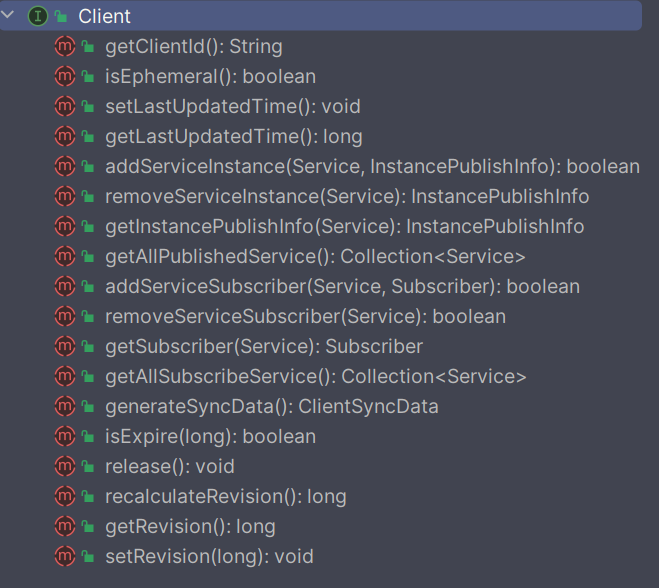 Client
getClientId(): String
isEphemeral(): boolean
setLastUpdatedTime(): void
getLastUpdatedTime(): long
addServiceInstance(Service, InstancePublishInfo): boolean
removeServiceInstance(Service): InstancePublishInfo
getInstancePublishInfo(Service): InstancePublishInfo
getAllPublishedService(): Collection<Service>
addServiceSubscriber(Service, Subscriber): boolean
removeServiceSubscriber(Service): boolean
getSubscriber(Service): Subscriber
getAllSubscribeService(): Collection<Service>
generateSyncData(): ClientSyncData
isExpire(long): boolean
release(): void
recalculateRevision(): long
getRevision(): long
setRevision(long): void